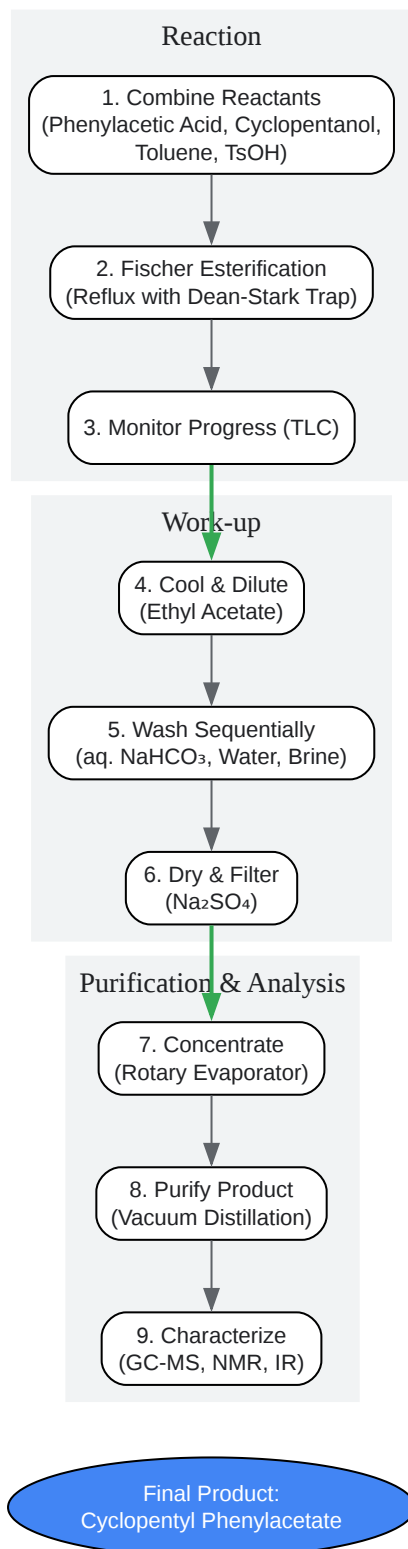 Reaction
1. Combine Reactants
(Phenylacetic Acid, Cyclopentanol,
Toluene, TsOH)
2. Fischer Esterification
(Reflux with Dean-Stark Trap)
3. Monitor Progress (TLC)
Work-up
4. Cool & Dilute
(Ethyl Acetate)
5. Wash Sequentially
(aq. NaHCO₃, Water, Brine)
6. Dry & Filter
(Na₂SO₄)
Purification & Analysis
7. Concentrate
(Rotary Evaporator)
8. Purify Product
(Vacuum Distillation)
9. Characterize
(GC-MS, NMR, IR)
Final Product:
Cyclopentyl Phenylacetate